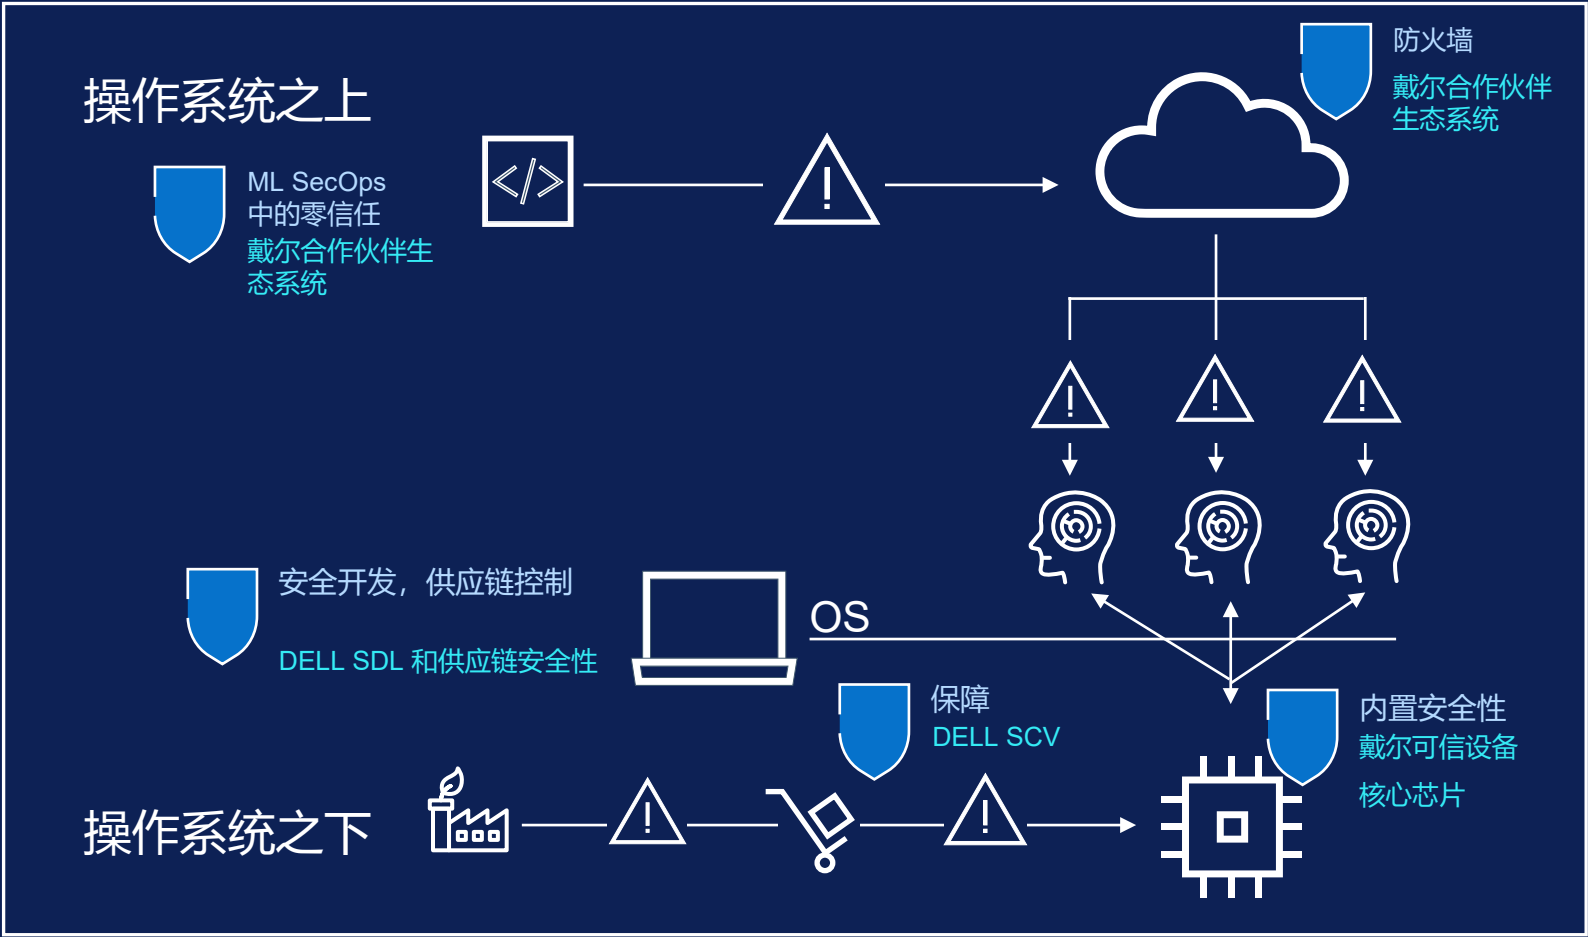 防火墙
戴尔合作伙伴
生态系统
操作系统之上
ML SecOps
中的零信任
戴尔合作伙伴生
态系统
</>
安全开发，供应链控制
DELL SDL 和供应链安全性
OS
保障
DELL SCV
内置安全性
戴尔可信设备
核心芯片
操作系统之下